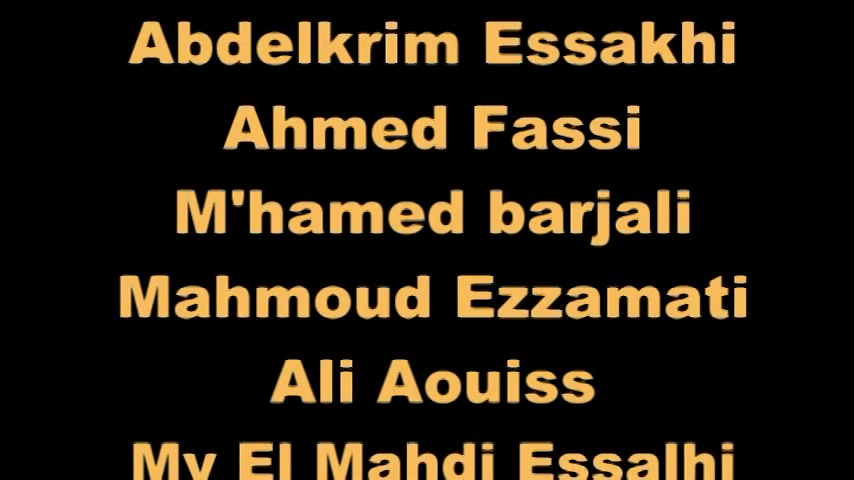 Abdelkrim Essakhi
Ahmed Fassi
M'hamed barjali
Mahmoud Ezzamati
Ali Aouiss
My El Mahdi Essalhi